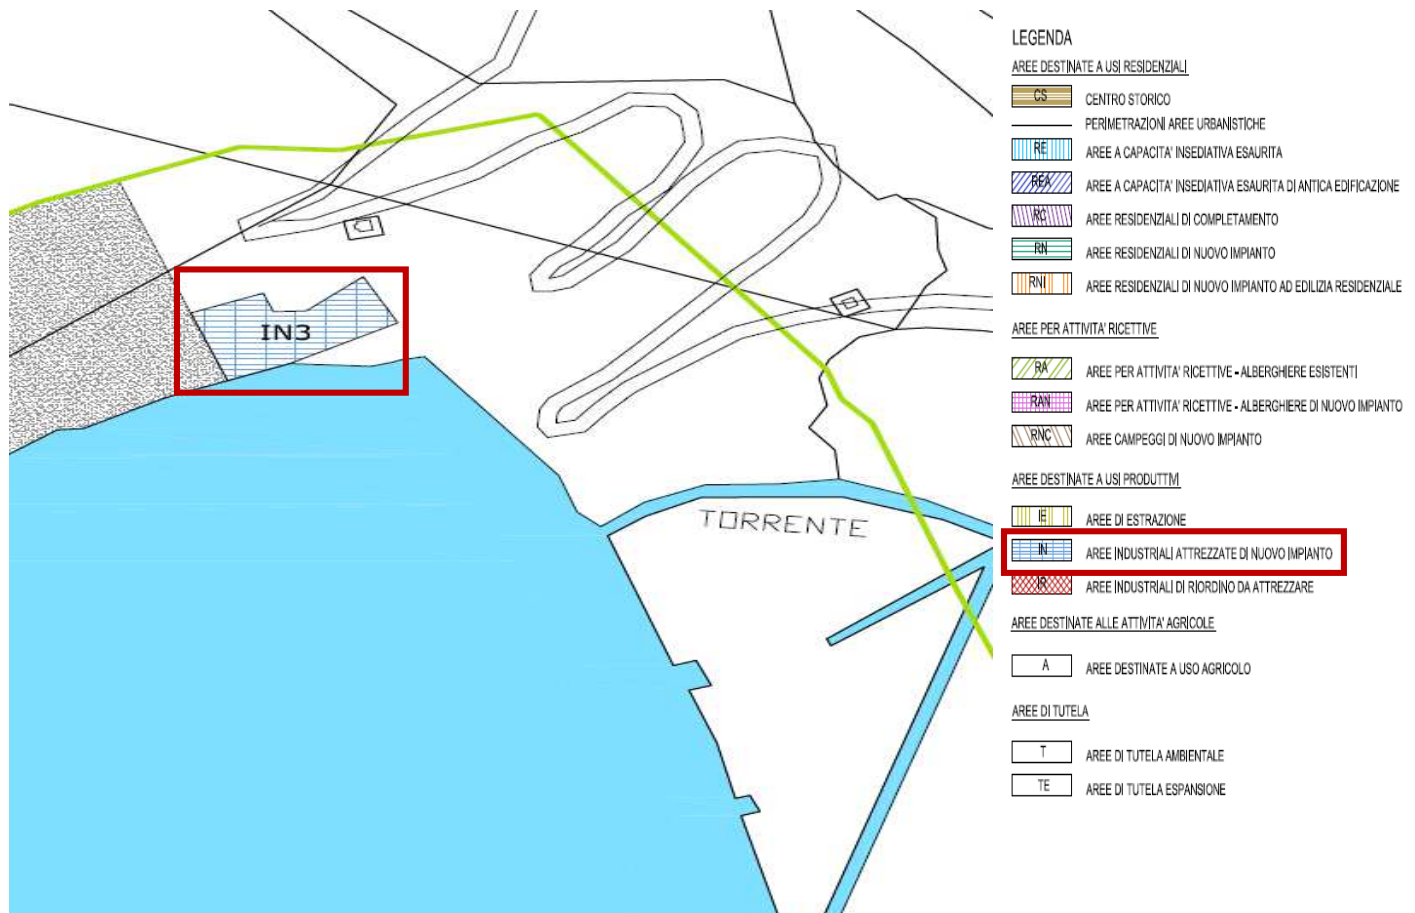 IN3
TORRENTE
LEGENDA
AREE DESTINATE A USI RESIDENZIALI
CS CENTRO STORICO
PERIMETRAZIONI AREE URBANISTICHE
RE AREE A CAPACITA' INSEDIATIVA ESAURITA
REA AREE A CAPACITA' INSEDIATIVA ESAURITA DI ANTICA EDIFICAZIONE
RC AREE RESIDENZIALI DI COMPLETAMENTO
RN AREE RESIDENZIALI DI NUOVO IMPIANTO
RNI AREE RESIDENZIALI DI NUOVO IMPIANTO AD EDILIZIA RESIDENZIALE
AREE PER ATTIVITA' RICETTIVE
RA AREE PER ATTIVITA' RICETTIVE - ALBERGHIERE ESISTENTI
RAN AREE PER ATTIVITA' RICETTIVE - ALBERGHIERE DI NUOVO IMPIANTO
RNC AREE CAMPEGGI DI NUOVO IMPIANTO
AREE DESTINATE A USI PRODUTTIVI
IE AREE DI ESTRAZIONE
IN AREE INDUSTRIALI ATTREZZATE DI NUOVO IMPIANTO
IR AREE INDUSTRIALI DI RIORDINO DA ATTREZZARE
AREE DESTINATE ALLE ATTIVITA' AGRICOLE
A AREE DESTINATE A USO AGRICOLO
AREE DI TUTELA
T AREE DI TUTELA AMBIENTALE
TE AREE DI TUTELA ESPANSIONE